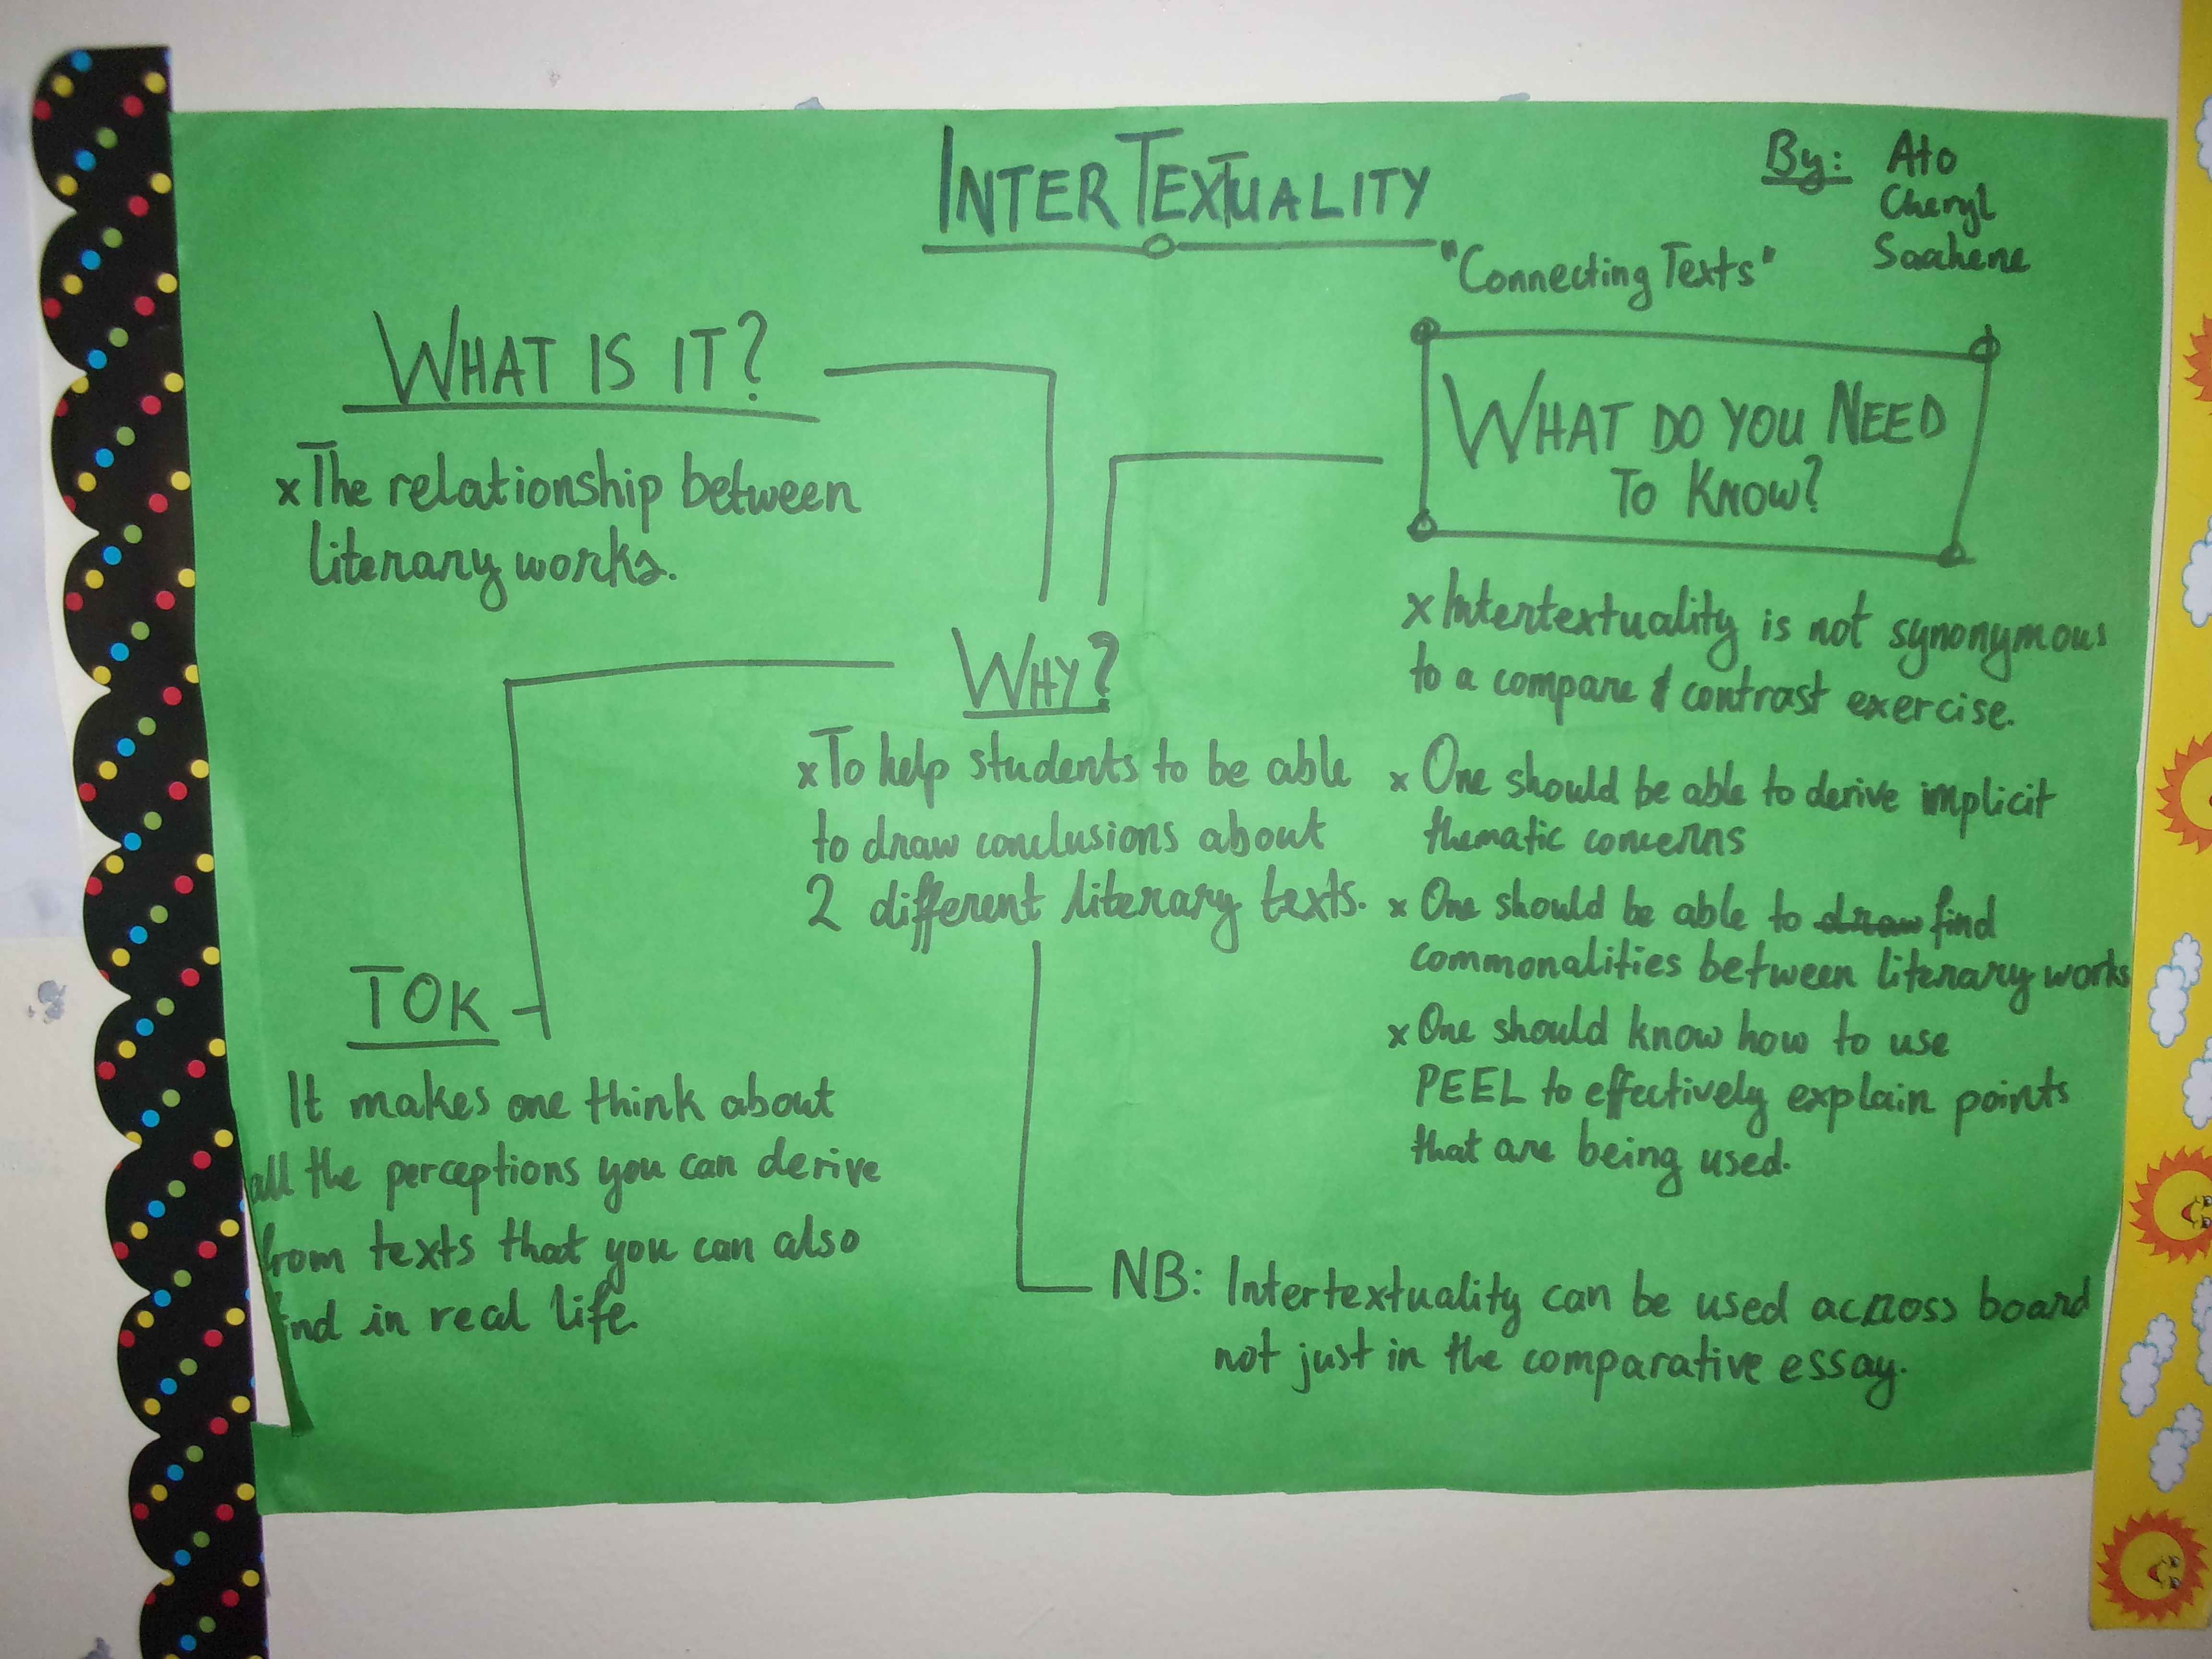 INTERTEXTUALITY
"Connecting Texts"
By: Ato
Cheryl
Saahene
WHAT IS IT?
x The relationship between
literary works.
WHAT DO YOU NEED
TO KNOW?
x Intertextuality is not synonymous
to a compare & contrast exercise.
x One should be able to derive implicit
thematic concerns
x One should be able to draw find
commonalities between literary works
x One should know how to use
PEEL to effectively explain points
that are being used.
WHY?
x To help students to be able
to draw conclusions about
2 different literary texts.
TOK
It makes one think about
all the perceptions you can derive
from texts that you can also
find in real life.
NB: Intertextuality can be used across board
not just in the comparative essay.